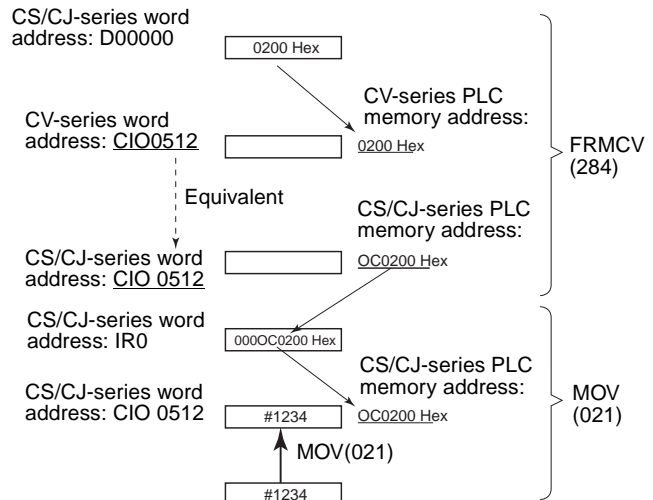 CS/CJ-series word
address: D00000
0200 Hex
CV-series PLC
memory address:
CV-series word
address: CIO0512
0200 Hex
FRMCV
(284)
Equivalent
CS/CJ-series PLC
memory address:
CS/CJ-series word
address: CIO 0512
OC0200 Hex
CS/CJ-series word
address: IR0
000OC0200 Hex
CS/CJ-series PLC
memory address:
CS/CJ-series word
address: CIO 0512
#1234
OC0200 Hex
MOV
(021)
MOV(021)
#1234